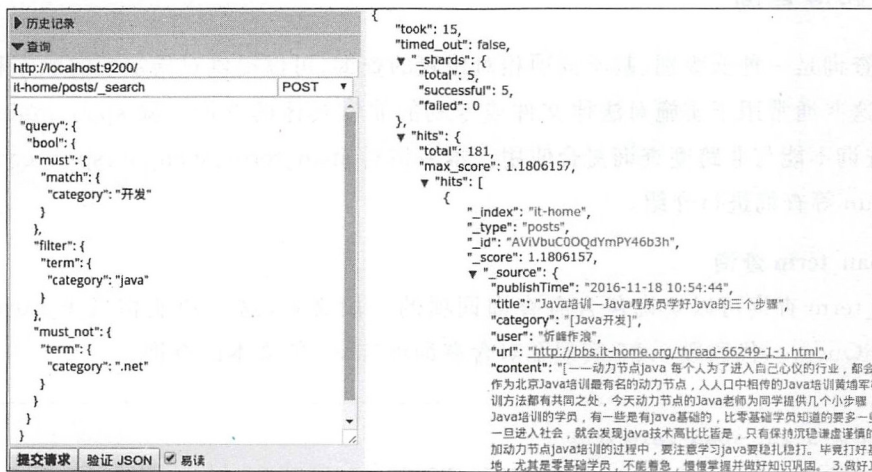 历史记录
查询
http://localhost:9200/
it-home/posts/_search
POST
{
"query": {
"bool": {
"must": {
"match": {
"category": "开发"
}
},
"filter": {
"term": {
"category": "java"
}
},
"must_not": {
"term": {
"category": ".net"
}
}
}
}
}
提交请求 验证 JSON 易读
{
"took": 15,
"timed_out": false,
"_shards": {
"total": 5,
"successful": 5,
"failed": 0
},
"hits": {
"total": 181,
"max_score": 1.1806157,
"hits": [
{
"_index": "it-home",
"_type": "posts",
"_id": "AViVbuC0OQdYmPY46b3h",
"_score": 1.1806157,
"_source": {
"publishTime": "2016-11-18 10:54:44",
"title": "Java培训—Java程序员学好Java的三个步骤"
"category": "[Java开发]",
"user": "忻峰作浪",
"url": "http://bbs.it-home.org/thread-66249-1-1.html",
"content": "[——动力节点java 每个人为了进入自己心仪的行业，都会
作为北京Java培训最有名的动力节点，人人口中相传的Java培训黄埔军
训方法都有共同之处，今天动力节点的Java老师为同学提供几个小步骤
Java培训的学员，有一些是有java基础的，比零基础学员知道的要多一
一旦进入社会，就会发现java技术高比比皆是，只有保持沉稳谦虚谨慎的
加动力节点java培训的过程中，要注意学习java要稳扎稳打。毕竟打好基
地，尤其是零基础学员，不能着急，慢慢掌握并做好知识巩固。 3.做好